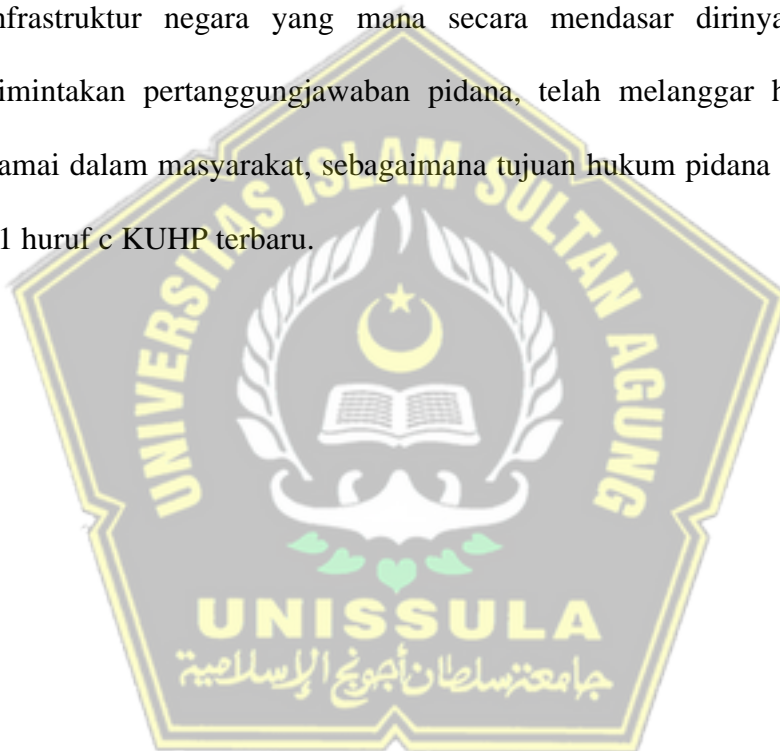 nfrastruktur negara yang mana secara mendasar dirinya
imintakan pertanggungjawaban pidana, telah melanggar h
amai dalam masyarakat, sebagaimana tujuan hukum pidana
1 huruf c KUHP terbaru.
UNIVERSITAS ISLAM SULTAN AGUNG
UNISSULA
جامعة سلطان أجونج الإسلامية